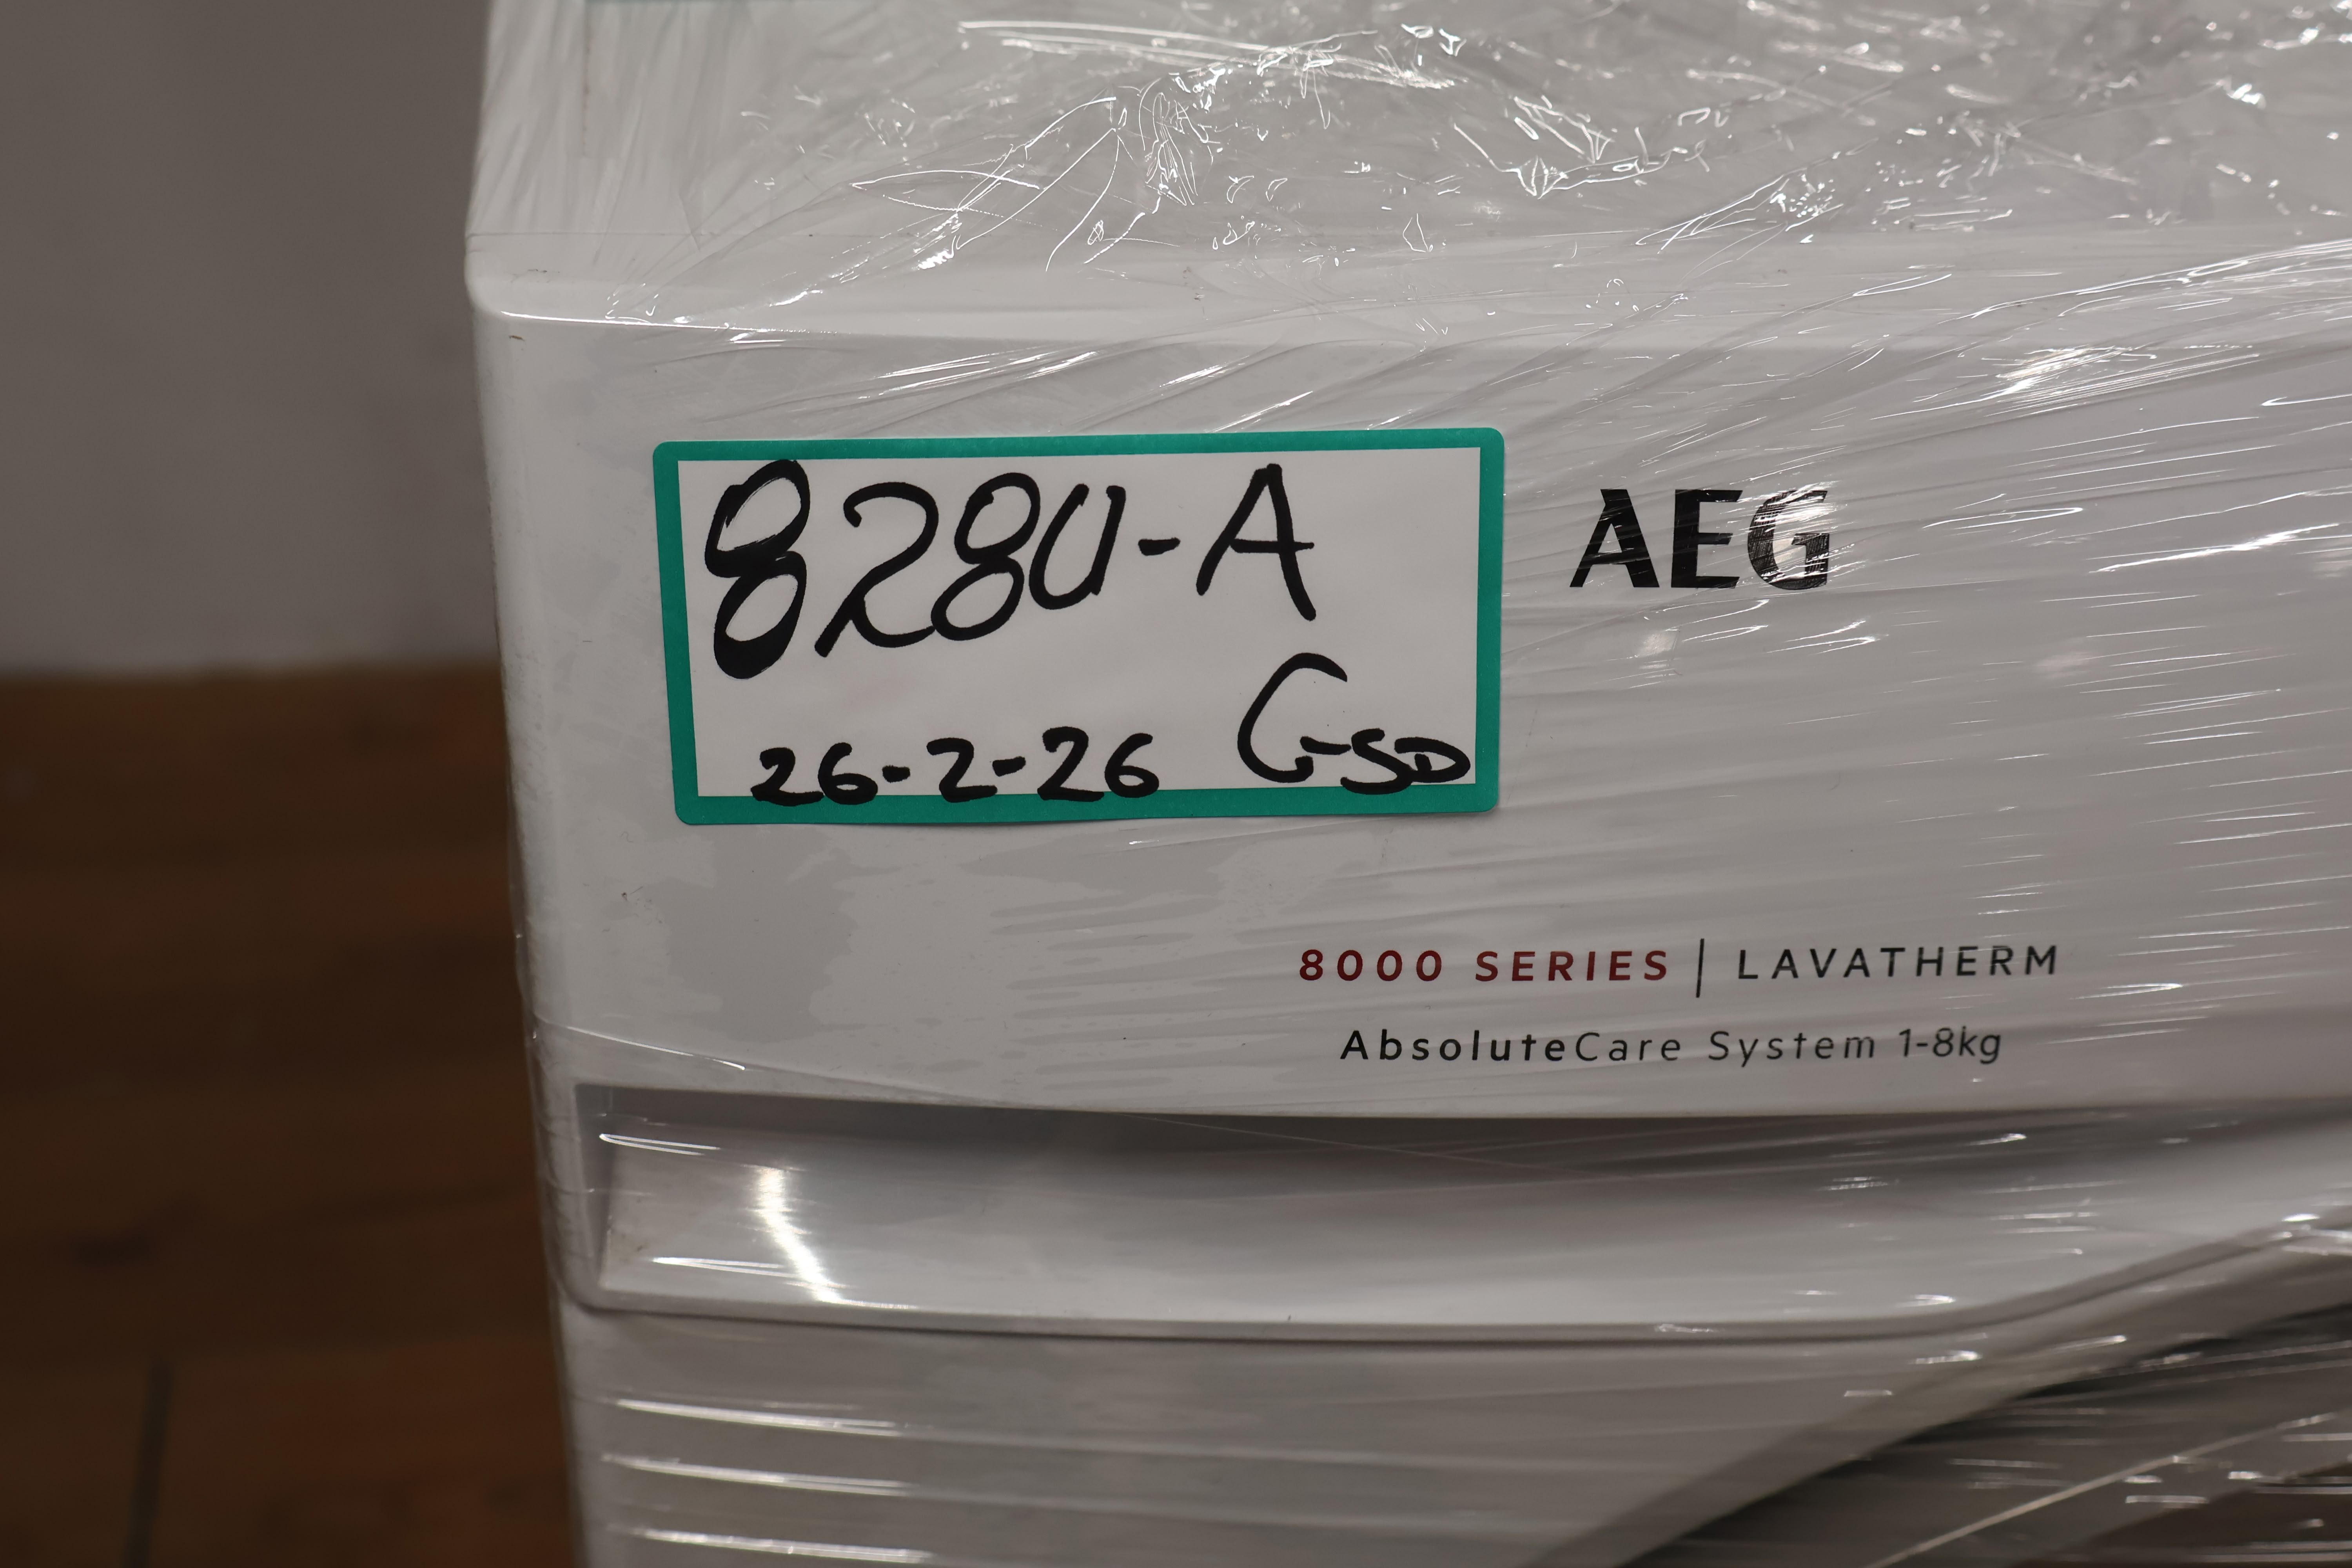 8280-A
G-SD
26-2-26
AEG
8000 SERIES | LAVATHERM
AbsoluteCare System 1-8kg